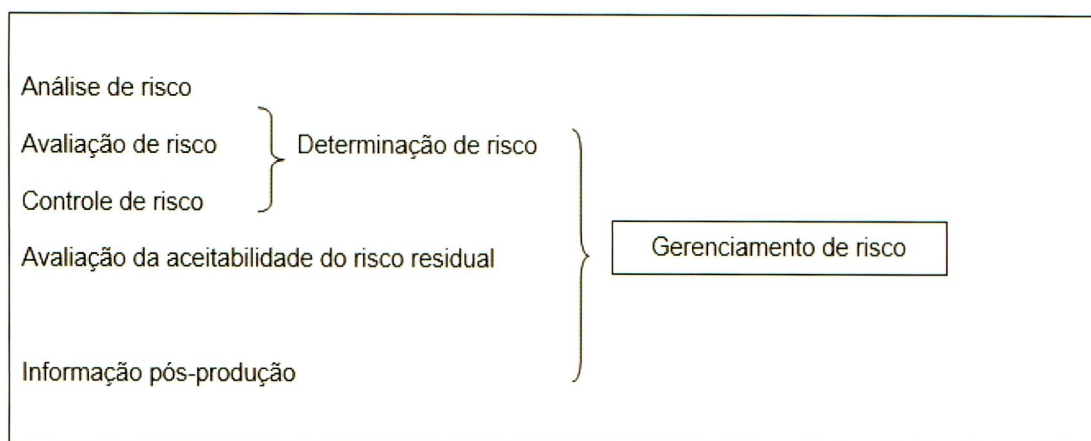 Análise de risco
Avaliação de risco
Determinação de risco
Controle de risco
Gerenciamento de risco
Avaliação da aceitabilidade do risco residual
Informação pós-produção